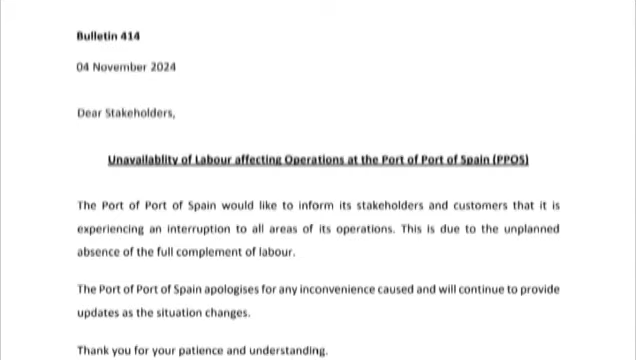 Bulletin 414
04 November 2024
Dear Stakeholders,
Unavailablity of Labour affecting Operations at the Port of Port of Spain (PPOS)
The Port of Port of Spain would like to inform its stakeholders and customers that it is
experiencing an interruption to all areas of its operations. This is due to the unplanned
absence of the full complement of labour.
The Port of Port of Spain apologises for any inconvenience caused and will continue to provide
updates as the situation changes.
Thank you for your patience and understanding.